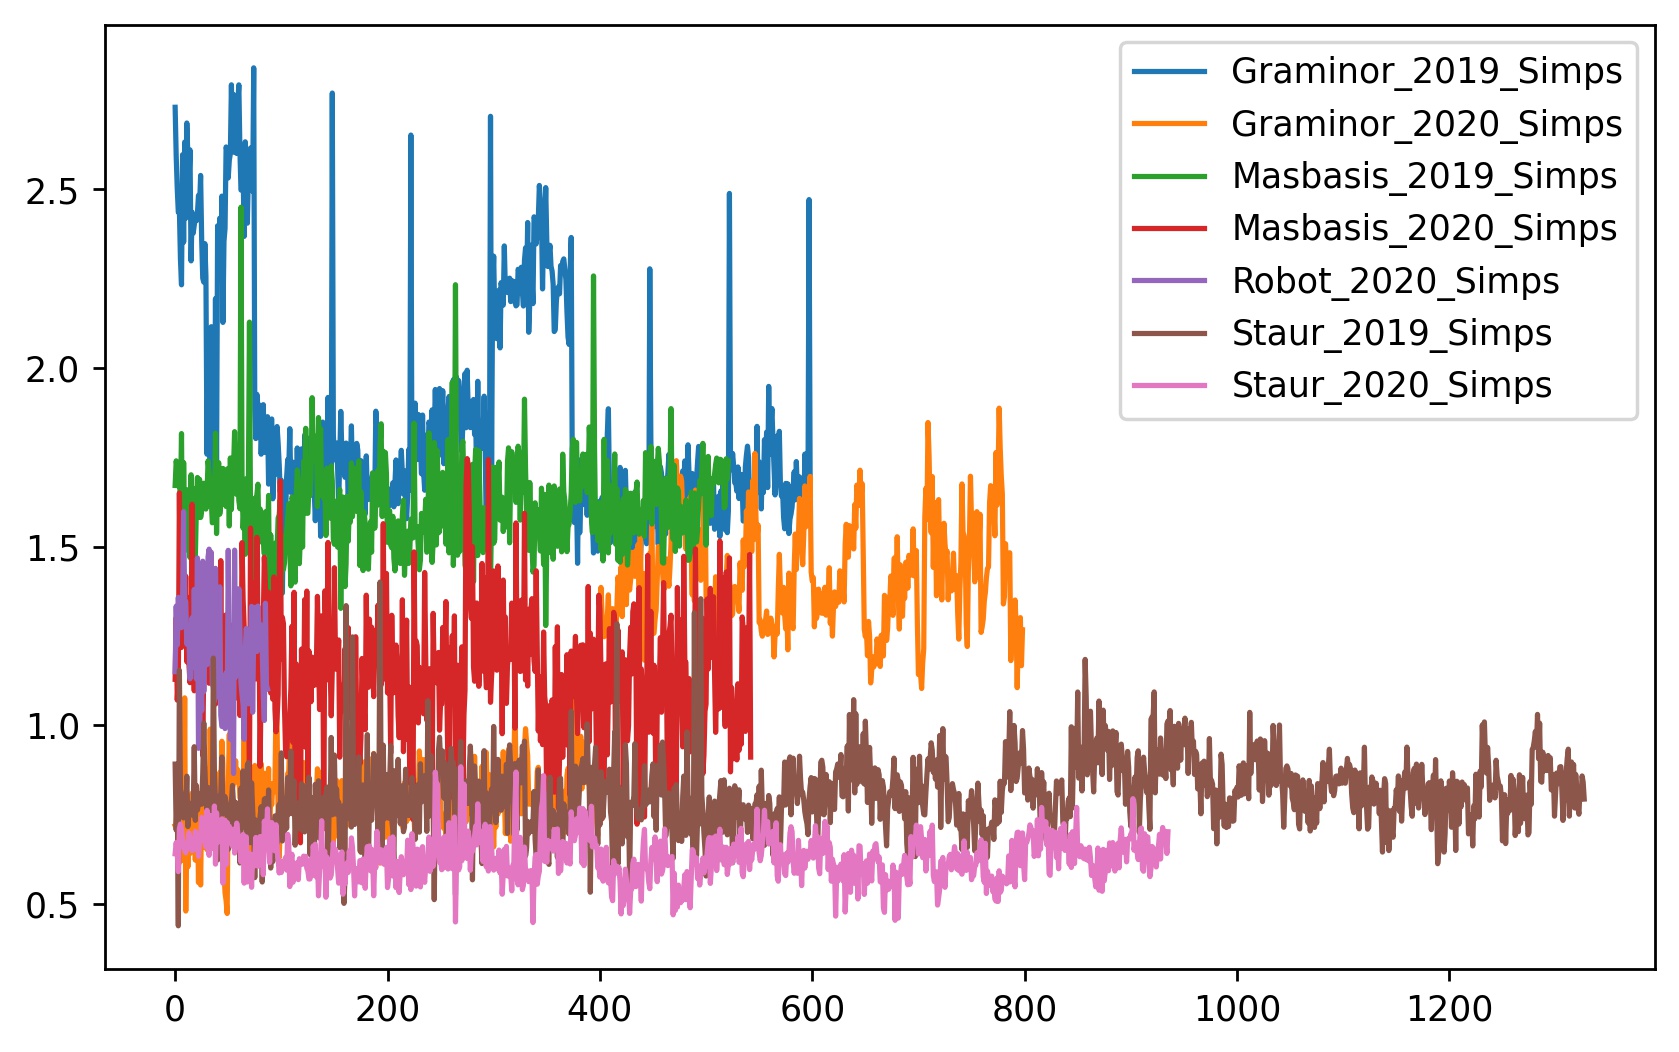 Graminor_2019_Simps
Graminor_2020_Simps
Masbasis_2019_Simps
Masbasis_2020_Simps
Robot_2020_Simps
Staur_2019_Simps
Staur_2020_Simps
2.5
2.0
1.5
1.0
0.5
0 200 400 600 800 1000 1200